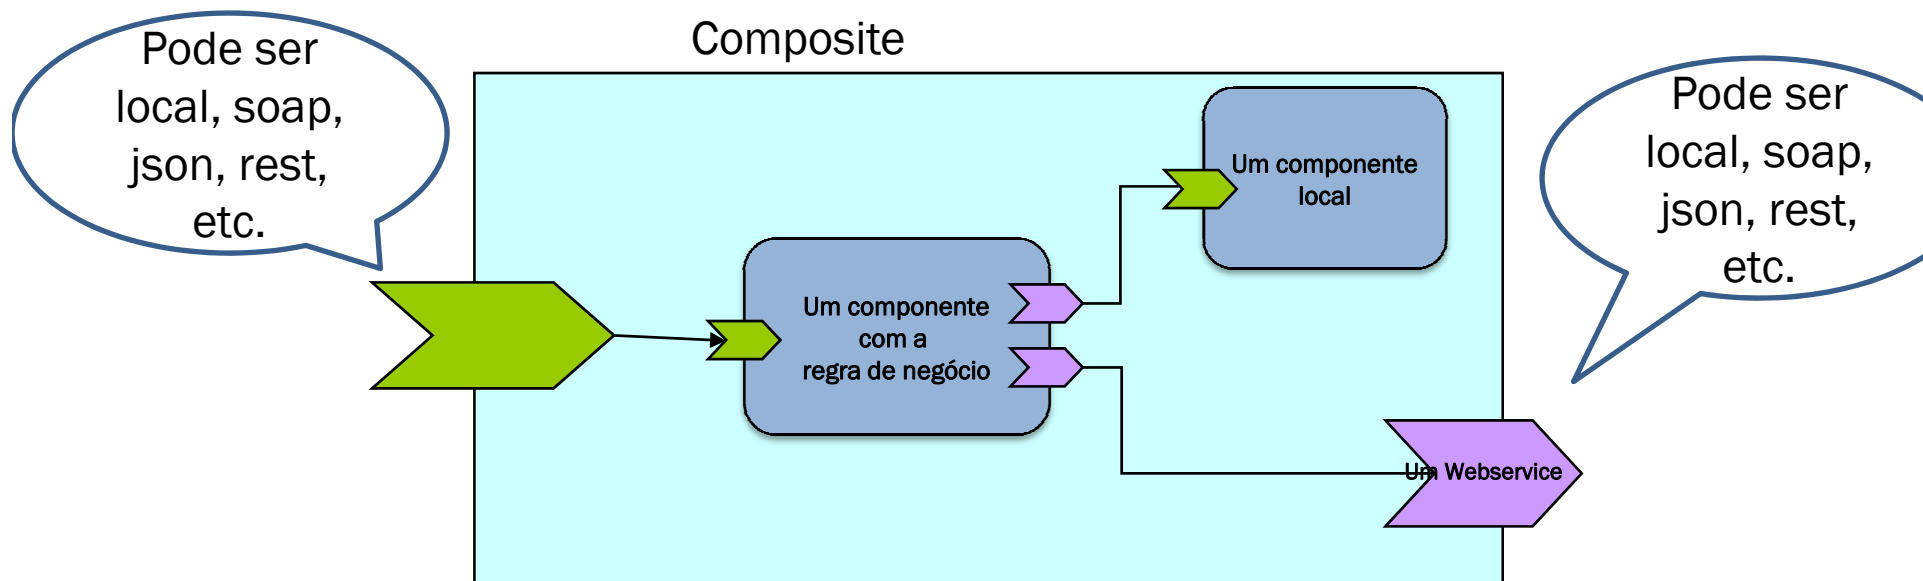 Composite
Pode ser
local, soap,
json, rest,
etc.
Um componente
com a
regra de negócio
Um componente
local
Um Webservice
Pode ser
local, soap,
json, rest,
etc.